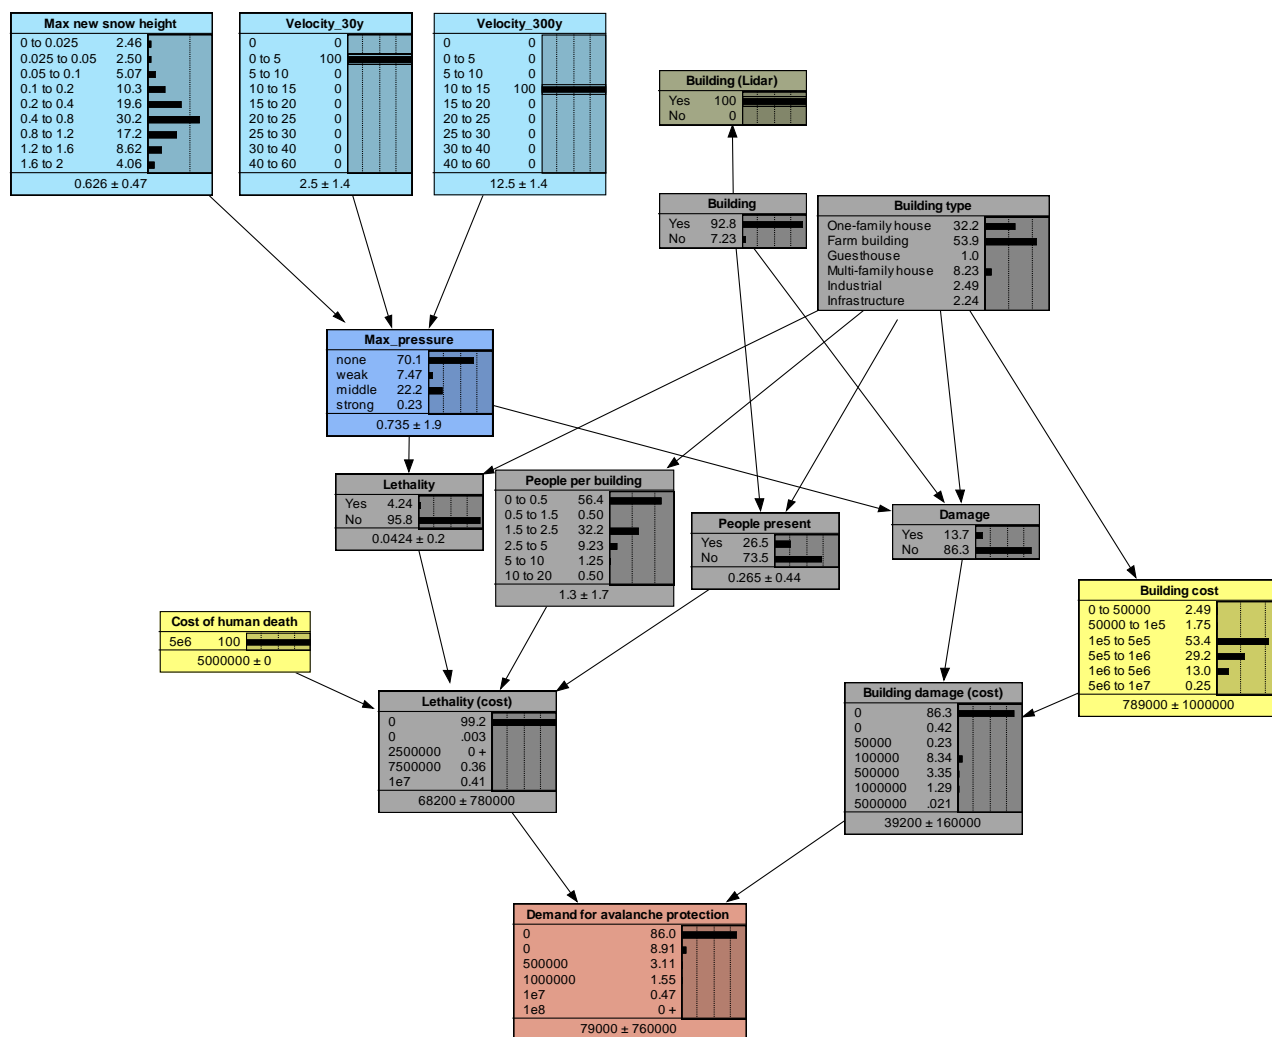 Max new snow height
0 to 0.025 2.46
0.025 to 0.05 2.50
0.05 to 0.1 5.07
0.1 to 0.2 10.3
0.2 to 0.4 19.6
0.4 to 0.8 30.2
0.8 to 1.2 17.2
1.2 to 1.6 8.62
1.6 to 2 4.06
0.626 ± 0.47
Velocity_30y
0 0
0 to 5 100
5 to 10 0
10 to 15 0
15 to 20 0
20 to 25 0
25 to 30 0
30 to 40 0
40 to 60 0
2.5 ± 1.4
Velocity_300y
0 0
0 to 5 0
5 to 10 0
10 to 15 100
15 to 20 0
20 to 25 0
25 to 30 0
30 to 40 0
40 to 60 0
12.5 ± 1.4
Building (Lidar)
Yes 100
No 0
Building
Yes 92.8
No 7.23
Building type
One-family house 32.2
Farm building 53.9
Guesthouse 1.0
Multi-family house 8.23
Industrial 2.49
Infrastructure 2.24
Max_pressure
none 70.1
weak 7.47
middle 22.2
strong 0.23
0.735 ± 1.9
Lethality
Yes 4.24
No 95.8
0.0424 ± 0.2
People per building
0 to 0.5 56.4
0.5 to 1.5 0.50
1.5 to 2.5 32.2
2.5 to 5 9.23
5 to 10 1.25
10 to 20 0.50
1.3 ± 1.7
People present
Yes 26.5
No 73.5
0.265 ± 0.44
Damage
Yes 13.7
No 86.3
Building cost
0 to 50000 2.49
50000 to 1e5 1.75
1e5 to 5e5 53.4
5e5 to 1e6 29.2
1e6 to 5e6 13.0
5e6 to 1e7 0.25
789000 ± 1000000
Cost of human death
5e6 100
5000000 ± 0
Lethality (cost)
0 99.2
0 .003
2500000 0 +
7500000 0.36
1e7 0.41
68200 ± 780000
Building damage (cost)
0 86.3
0 0.42
50000 0.23
100000 8.34
500000 3.35
1000000 1.29
5000000 .021
39200 ± 160000
Demand for avalanche protection
0 86.0
0 8.91
500000 3.11
1000000 1.55
1e7 0.47
1e8 0 +
79000 ± 760000